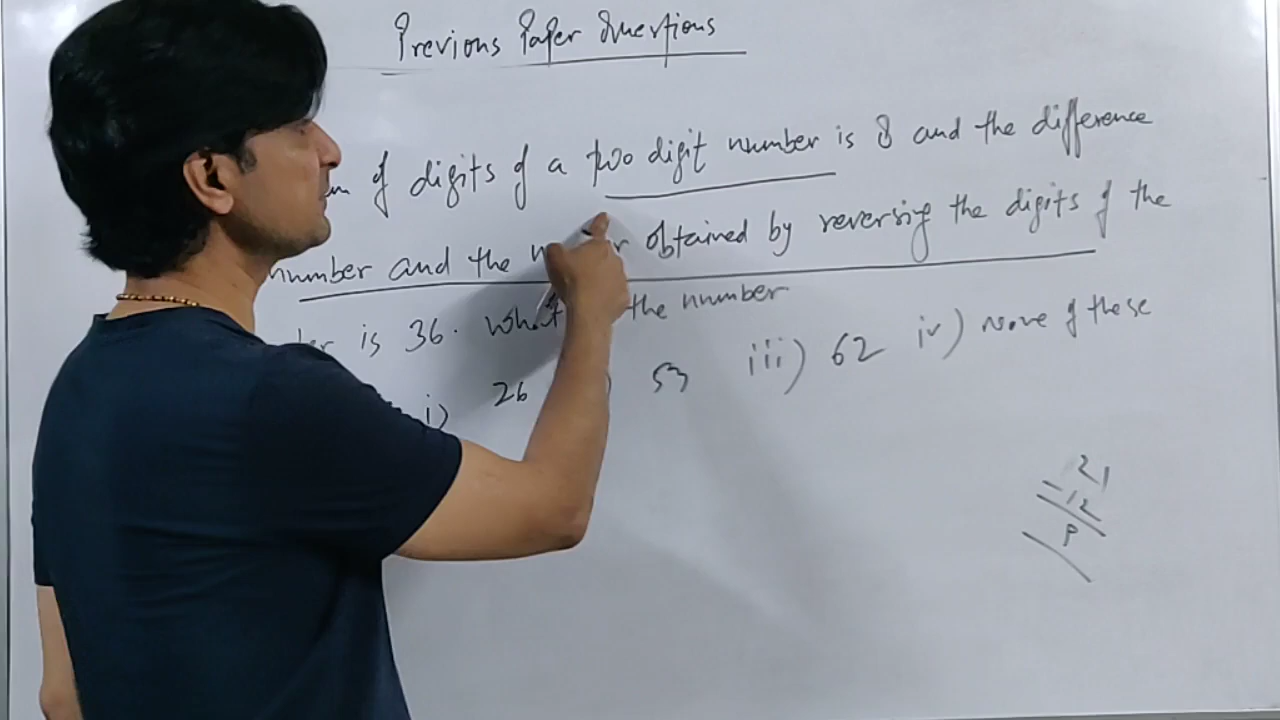 Previous Paper Questions
of digits of a two digit number is 8 and the difference
number and the obtained by reversing the digits of the
is 36. What the number
i) 26 53 iii) 62 iv) None of these
21
- 12
9